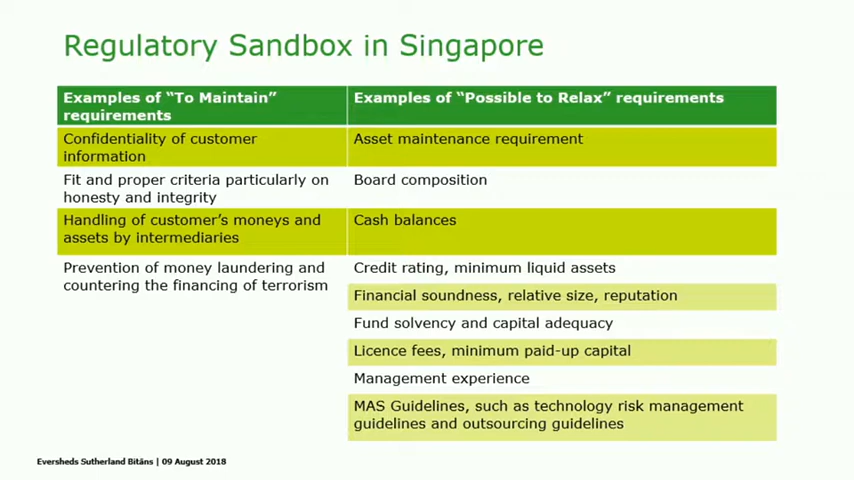 Regulatory Sandbox in Singapore
Examples of “To Maintain”
requirements
Examples of “Possible to Relax” requirements
Confidentiality of customer
information
Asset maintenance requirement
Fit and proper criteria particularly on
honesty and integrity
Board composition
Handling of customer’s moneys and
assets by intermediaries
Cash balances
Prevention of money laundering and
countering the financing of terrorism
Credit rating, minimum liquid assets
Financial soundness, relative size, reputation
Fund solvency and capital adequacy
Licence fees, minimum paid-up capital
Management experience
MAS Guidelines, such as technology risk management
guidelines and outsourcing guidelines
Eversheds Sutherland Bitāns | 09 August 2018